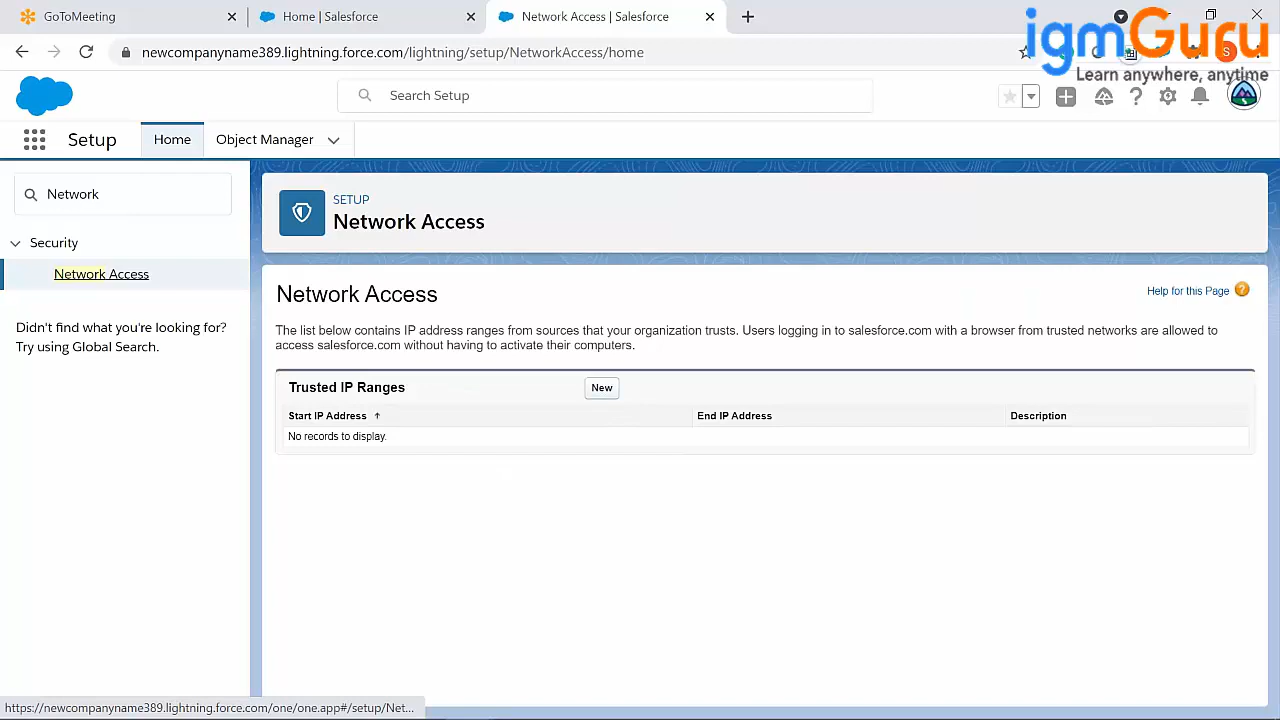 GoToMeeting
Home | Salesforce
Network Access | Salesforce
newcompanyname389.lightning.force.com/lightning/setup/NetworkAccess/home
igmGuru
Learn anywhere, anytime
Search Setup
Setup
Home
Object Manager
Network
Security
Network Access
Didn't find what you're looking for?
Try using Global Search.
SETUP
Network Access
Network Access
Help for this Page
The list below contains IP address ranges from sources that your organization trusts. Users logging in to salesforce.com with a browser from trusted networks are allowed to
access salesforce.com without having to activate their computers.
Trusted IP Ranges
New
Start IP Address
End IP Address
Description
No records to display.
https://newcompanyname389.lightning.force.com/one/one.app#/setup/Net...